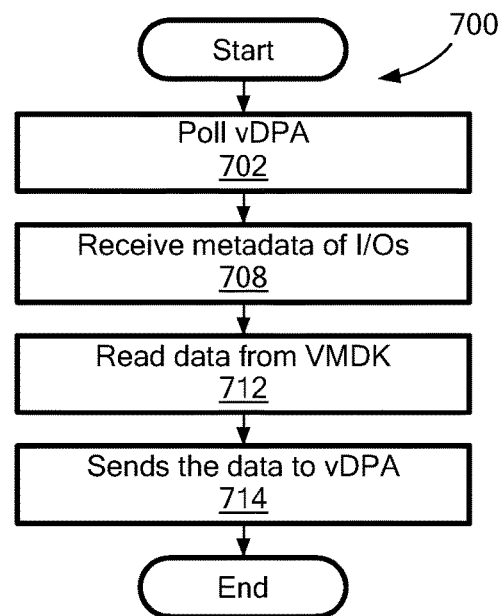 700
Start
Poll vDPA
702
Receive metadata of I/Os
708
Read data from VMDK
712
Sends the data to vDPA
714
End